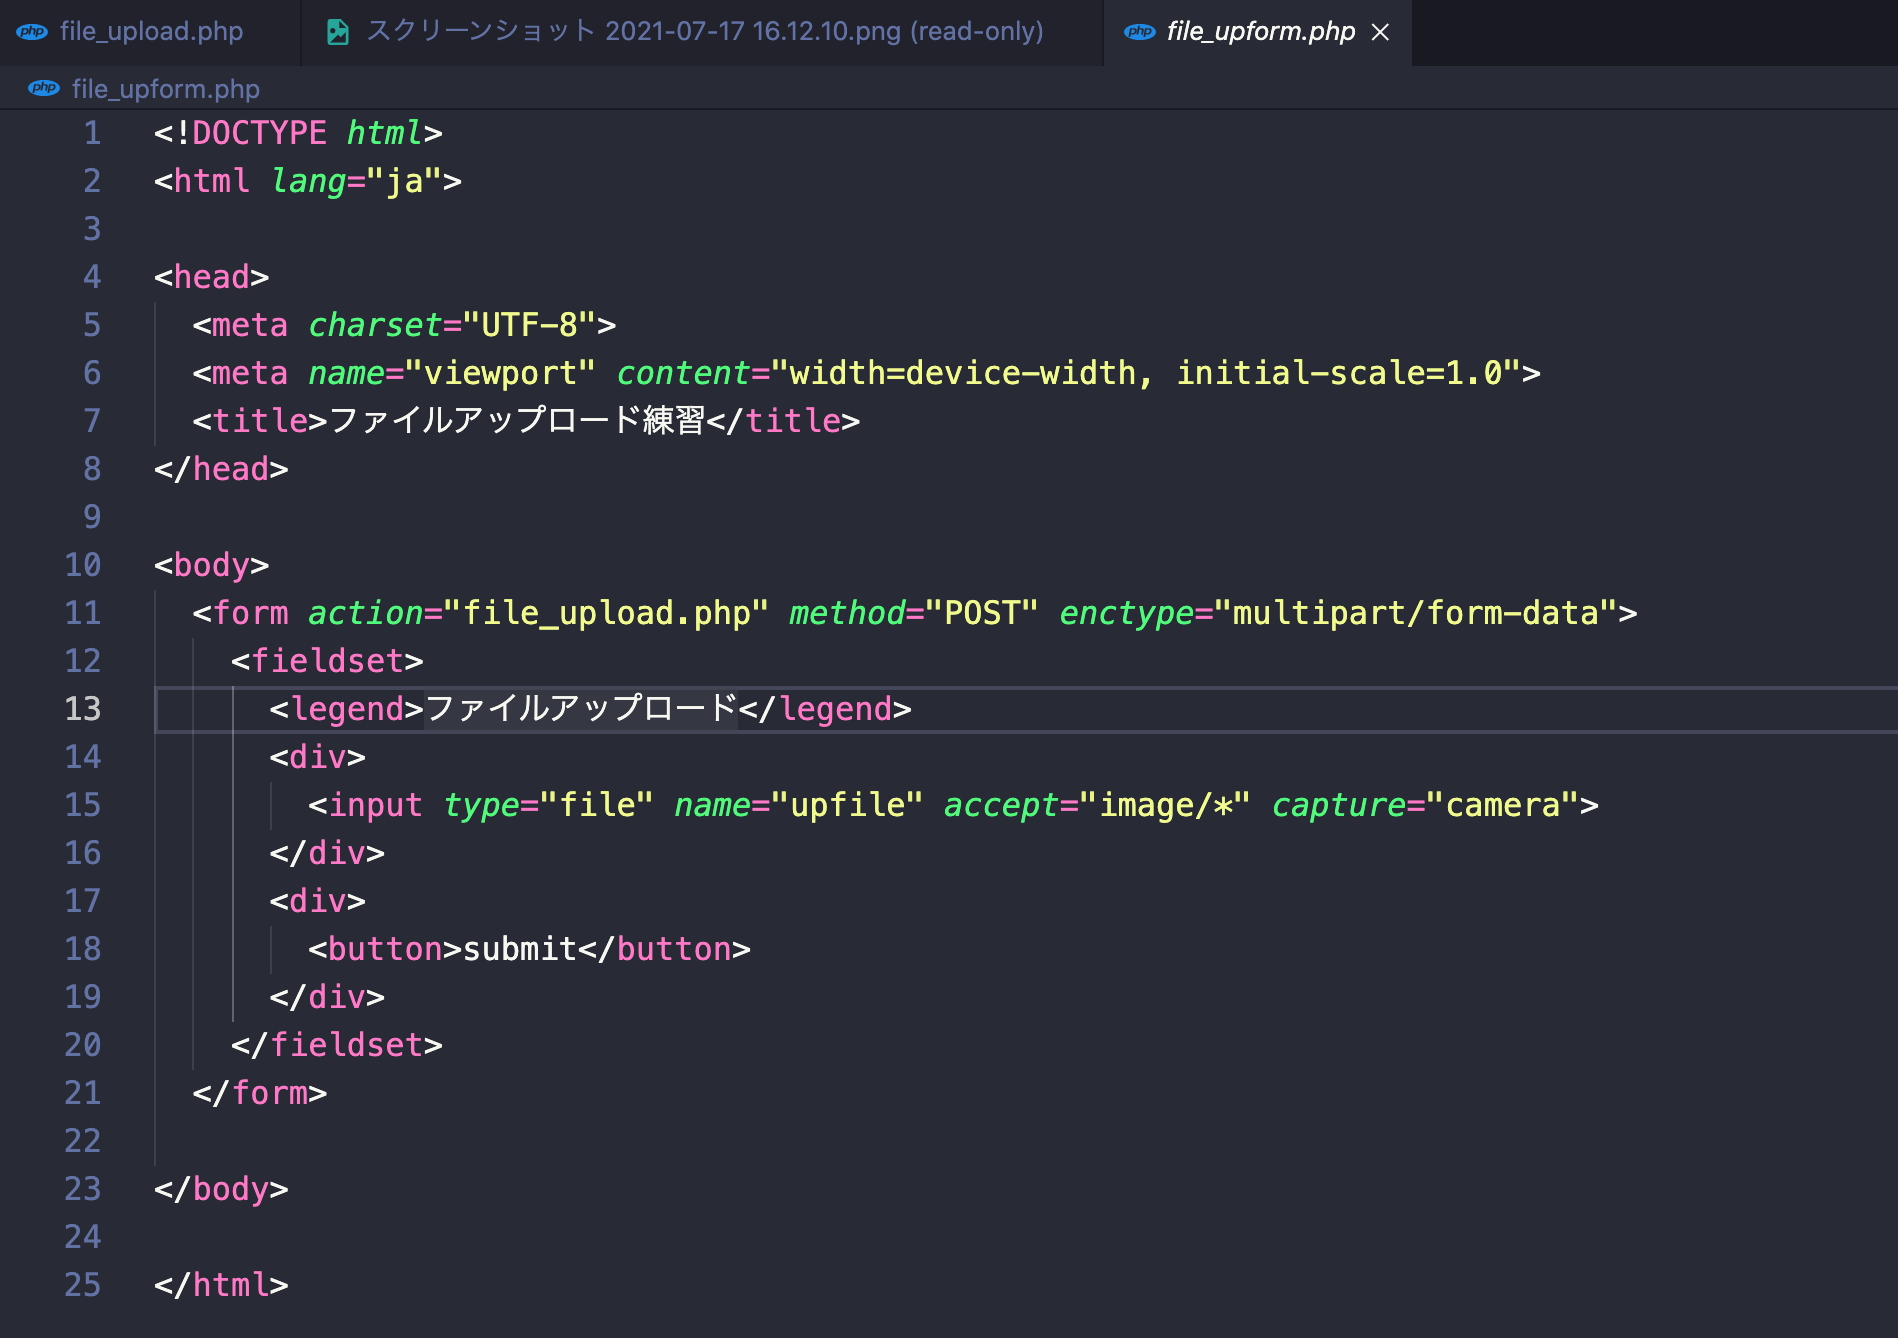 php file_upload.php スクリーンショット 2021-07-17 16.12.10.png (read-only) php file_upform.php
php file_upform.php
1 <!DOCTYPE html>
2 <html lang="ja">
3
4 <head>
5   <meta charset="UTF-8">
6   <meta name="viewport" content="width=device-width, initial-scale=1.0">
7   <title>ファイルアップロード練習</title>
8 </head>
9
10 <body>
11   <form action="file_upload.php" method="POST" enctype="multipart/form-data">
12     <fieldset>
13       <legend>ファイルアップロード</legend>
14       <div>
15         <input type="file" name="upfile" accept="image/*" capture="camera">
16       </div>
17       <div>
18         <button>submit</button>
19       </div>
20     </fieldset>
21   </form>
22
23 </body>
24
25 </html>